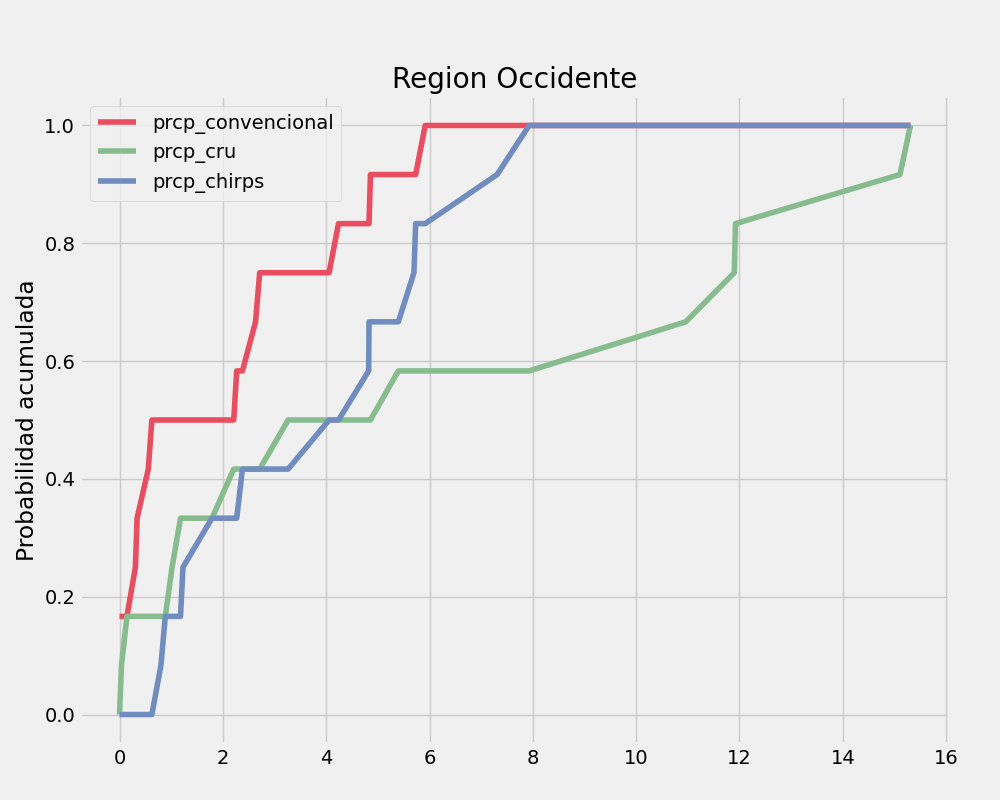 Region Occidente
prcp_convencional
prcp_cru
prcp_chirps
Probabilidad acumulada
1.0
0.8
0.6
0.4
0.2
0.0
0 2 4 6 8 10 12 14 16